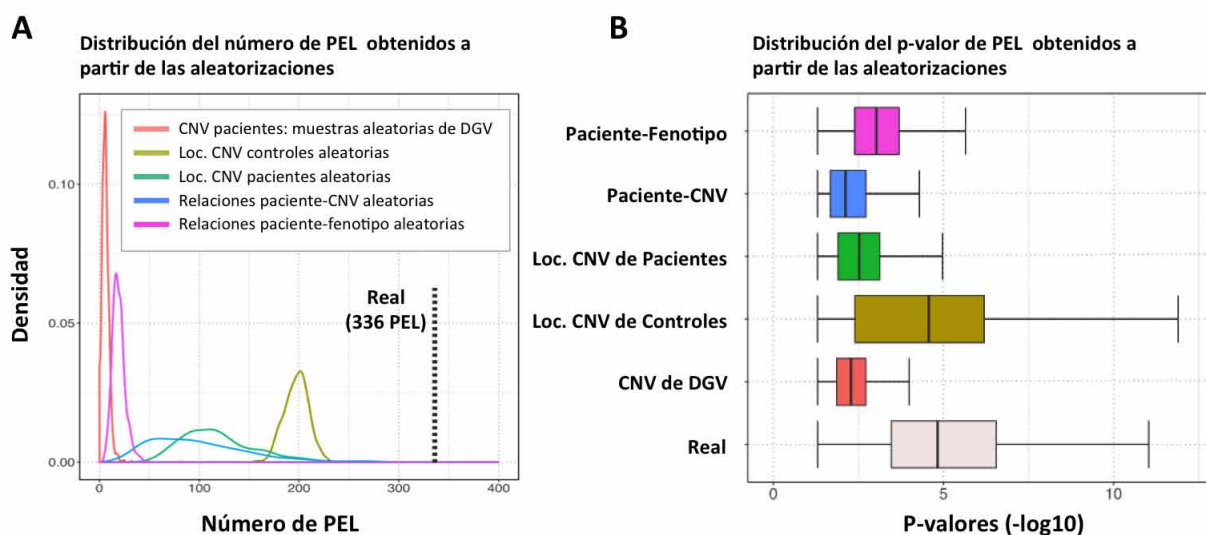 A
Distribución del número de PEL obtenidos a
partir de las aleatorizaciones
CNV pacientes: muestras aleatorias de DGV
Loc. CNV controles aleatorias
Loc. CNV pacientes aleatorias
Relaciones paciente-CNV aleatorias
Relaciones paciente-fenotipo aleatorias
Real
(336 PEL)
Densidad
0.10
0.05
0.00
0
100
200
300
400
Número de PEL
B
Distribución del p-valor de PEL obtenidos a
partir de las aleatorizaciones
Paciente-Fenotipo
Paciente-CNV
Loc. CNV de Pacientes
Loc. CNV de Controles
CNV de DGV
Real
0
5
10
P-valores (-log10)